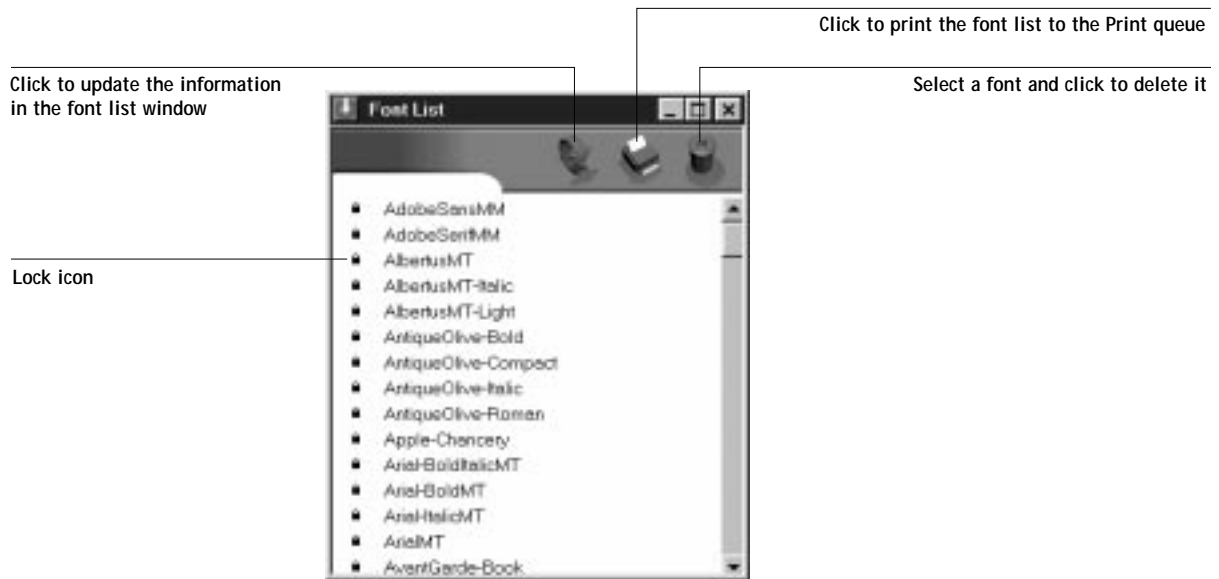 Click to print the font list to the Print queue
Click to update the information
in the font list window
Select a font and click to delete it
Font List
AdobeSansMM
AdobeSerifMM
AlbertusMT
Lock icon
AlbertusMT-Italic
AlbertusMT-Light
AntiqueOlive-Bold
AntiqueOlive-Compact
AntiqueOlive-Italic
AntiqueOlive-Roman
Apple-Chancery
Arial-BoldItalicMT
Arial-BoldMT
Arial-ItalicMT
ArialMT
AvantGarde-Book